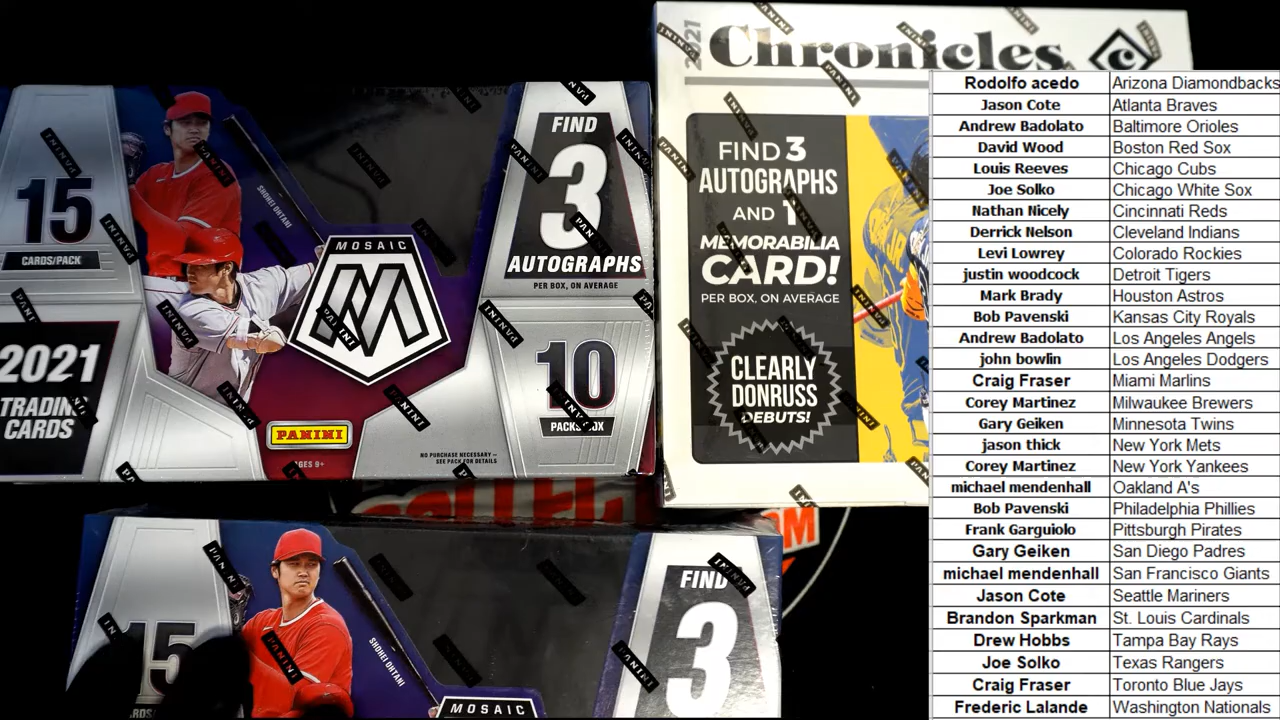 15
CARDS/PACK
2021
TRADING
CARDS
SHOHEI OHTANI
MOSAIC
M
PANINI
AGES 9+
FIND
3
AUTOGRAPHS
PER BOX, ON AVERAGE
10
PACKS/BOX
NO PURCHASE NECESSARY –
SEE PACK FOR DETAILS
2021
Chronicles
C
FIND 3
AUTOGRAPHS
AND 1
MEMORABILIA
CARD!
PER BOX, ON AVERAGE
CLEARLY
DONRUSS
DEBUTS!
15
SHOHEI OHTANI
MOSAIC
FIND
3
PANINI
Rodolfo acedo Arizona Diamondbacks
Jason Cote Atlanta Braves
Andrew Badolato Baltimore Orioles
David Wood Boston Red Sox
Louis Reeves Chicago Cubs
Joe Solko Chicago White Sox
Nathan Nicely Cincinnati Reds
Derrick Nelson Cleveland Indians
Levi Lowrey Colorado Rockies
justin woodcock Detroit Tigers
Mark Brady Houston Astros
Bob Pavenski Kansas City Royals
Andrew Badolato Los Angeles Angels
john bowlin Los Angeles Dodgers
Craig Fraser Miami Marlins
Corey Martinez Milwaukee Brewers
Gary Geiken Minnesota Twins
jason thick New York Mets
Corey Martinez New York Yankees
michael mendenhall Oakland A's
Bob Pavenski Philadelphia Phillies
Frank Garguiolo Pittsburgh Pirates
Gary Geiken San Diego Padres
michael mendenhall San Francisco Giants
Jason Cote Seattle Mariners
Brandon Sparkman St. Louis Cardinals
Drew Hobbs Tampa Bay Rays
Joe Solko Texas Rangers
Craig Fraser Toronto Blue Jays
Frederic Lalande Washington Nationals